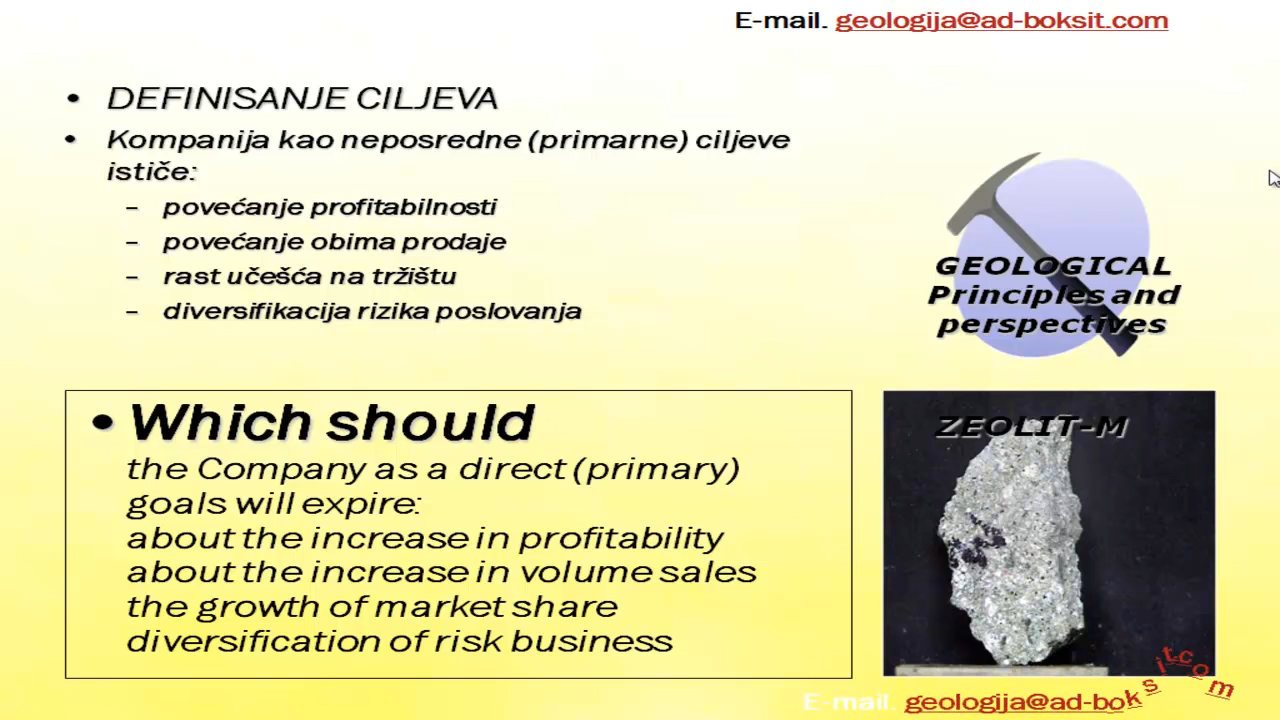 E-mail. geologija@ad-boksit.com
• DEFINISANJE CILJEVA
• Kompanija kao neposredne (primarne) ciljeve
ističe:
– povećanje profitabilnosti
– povećanje obima prodaje
– rast učešća na tržištu
– diversifikacija rizika poslovanja
GEOLOGICAL
Principles and
perspectives
• Which should
the Company as a direct (primary)
goals will expire:
about the increase in profitability
about the increase in volume sales
the growth of market share
diversification of risk business
ZEOLIT-M
E-mail. geologija@ad-boksitcom